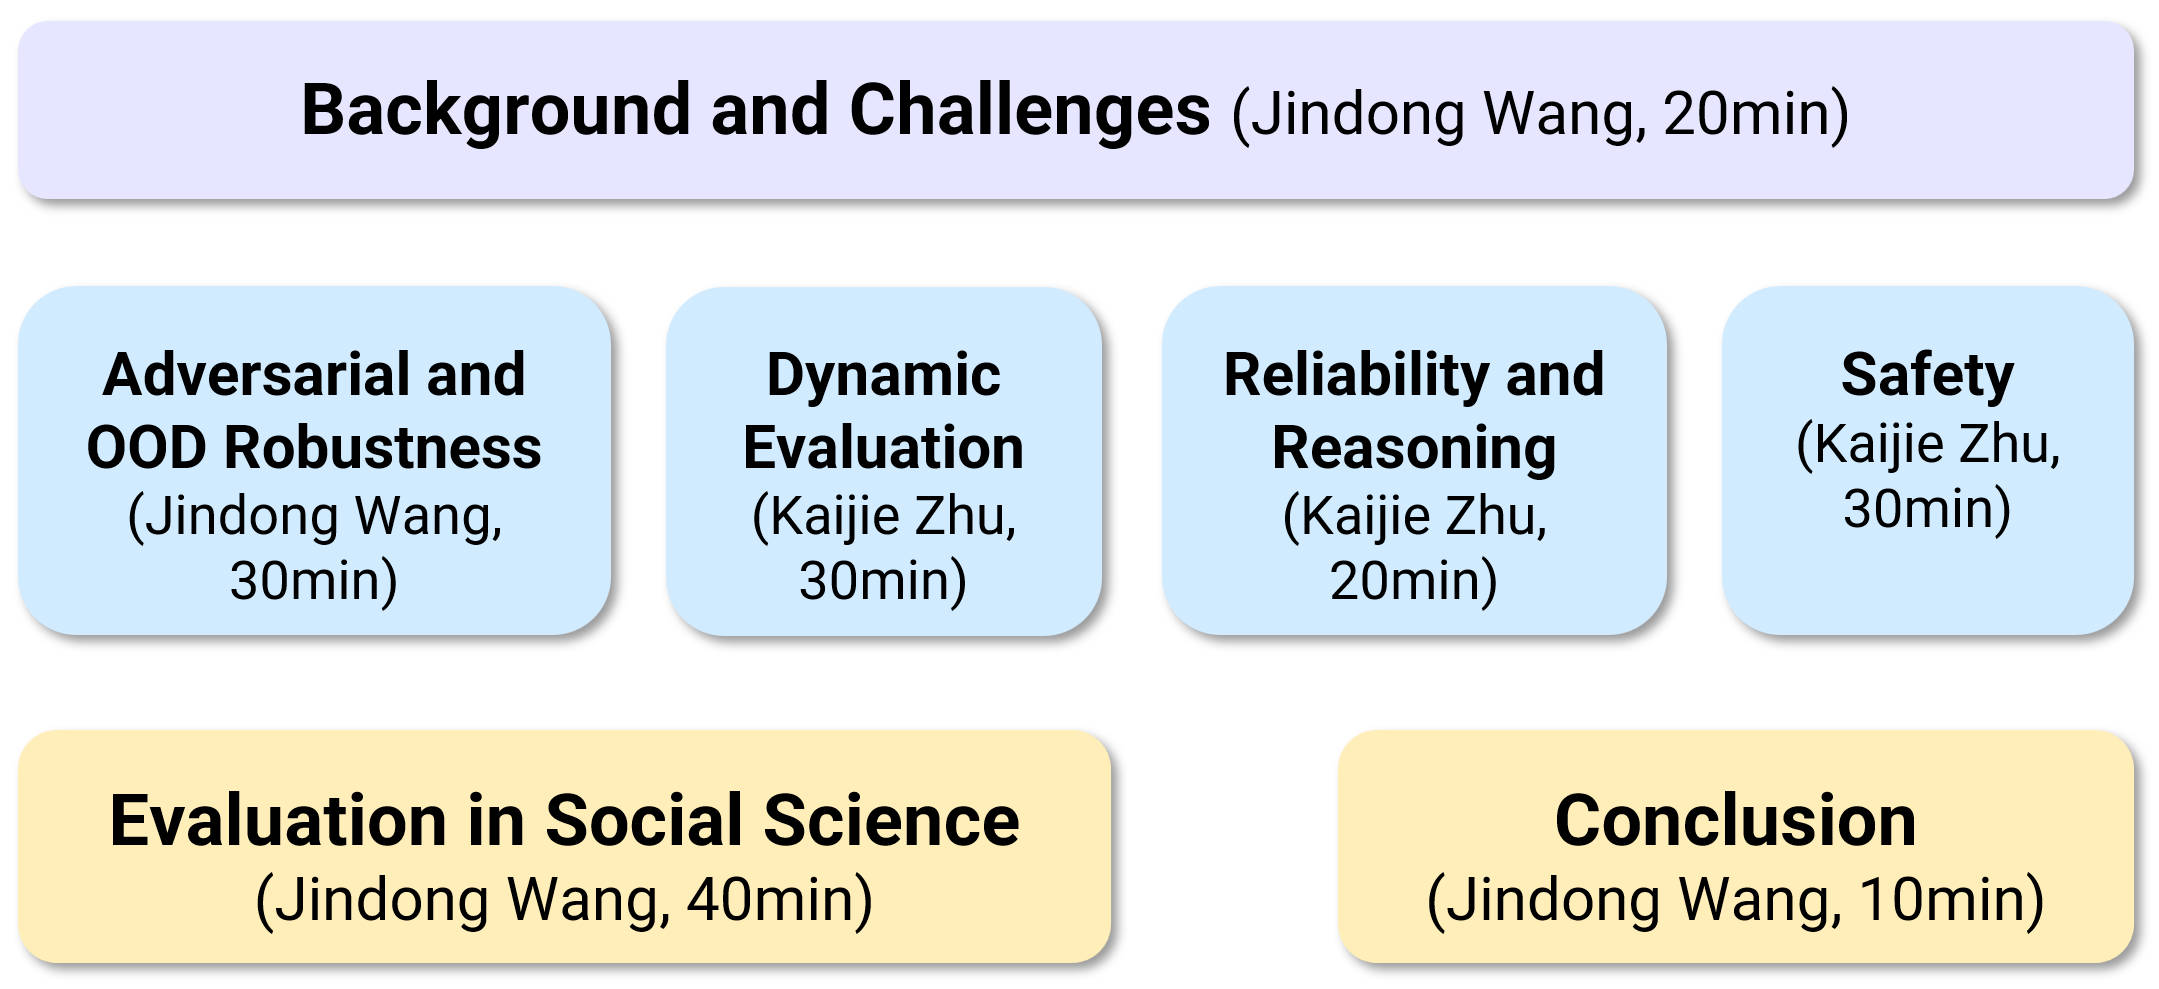 Background and Challenges (Jindong Wang, 20min)
Adversarial and
OOD Robustness
(Jindong Wang,
30min)
Dynamic
Evaluation
(Kaijie Zhu,
30min)
Reliability and
Reasoning
(Kaijie Zhu,
20min)
Safety
(Kaijie Zhu,
30min)
Evaluation in Social Science
(Jindong Wang, 40min)
Conclusion
(Jindong Wang, 10min)